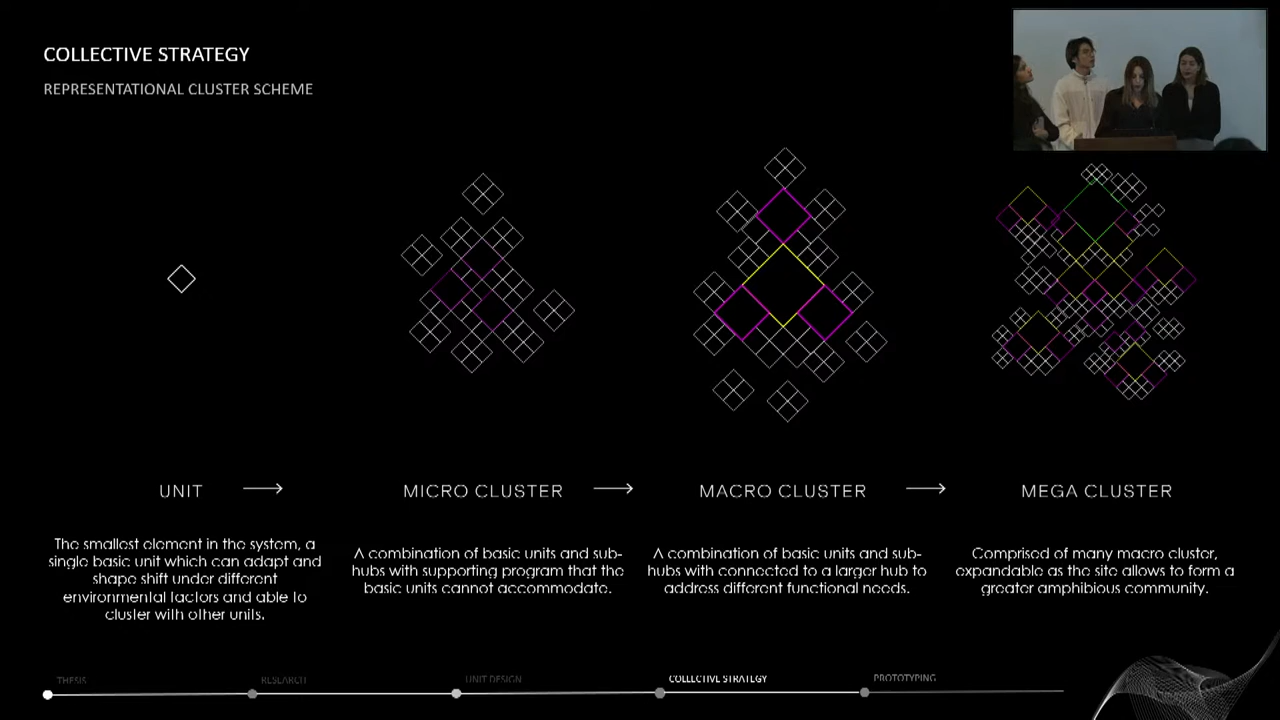 COLLECTIVE STRATEGY
REPRESENTATIONAL CLUSTER SCHEME
UNIT
MICRO CLUSTER
MACRO CLUSTER
MEGA CLUSTER
The smallest element in the system, a
single basic unit which can adapt and
shape shift under different
environmental factors and able to
cluster with other units.
A combination of basic units and sub-
hubs with supporting program that the
basic units cannot accommodate.
A combination of basic units and sub-
hubs with connected to a larger hub to
address different functional needs.
Comprised of many macro cluster,
expandable as the site allows to form a
greater amphibious community.
THESIS
RESEARCH
UNIT DESIGN
COLLECTIVE STRATEGY
PROTOTYPING